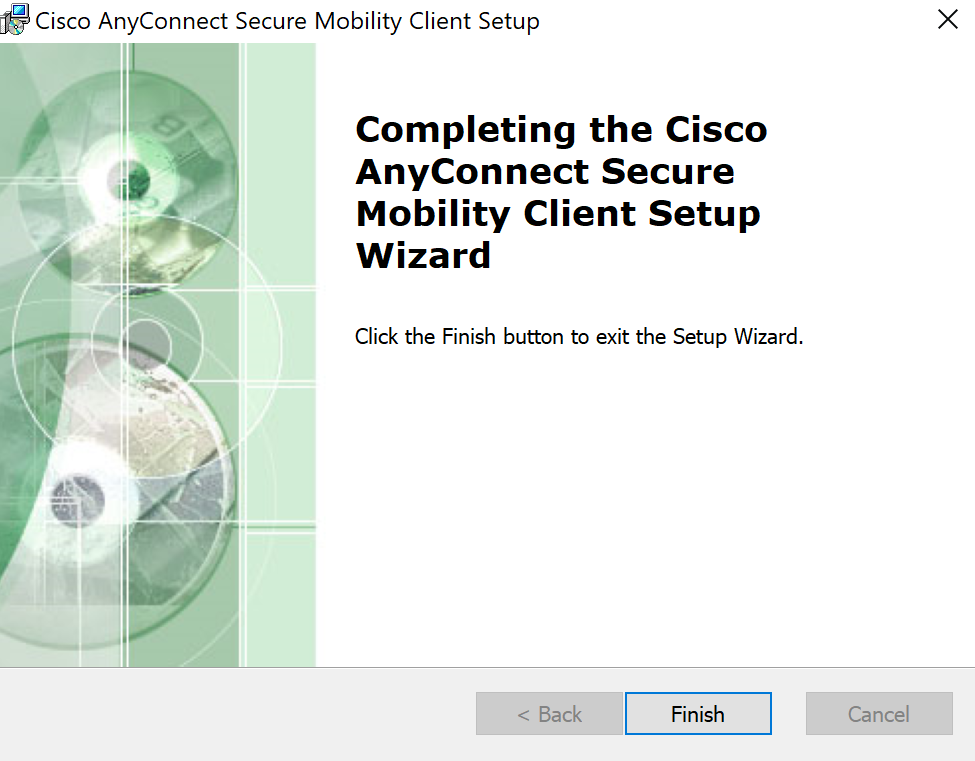 Cisco AnyConnect Secure Mobility Client Setup
Completing the Cisco
AnyConnect Secure
Mobility Client Setup
Wizard
Click the Finish button to exit the Setup Wizard.
< Back
Finish
Cancel